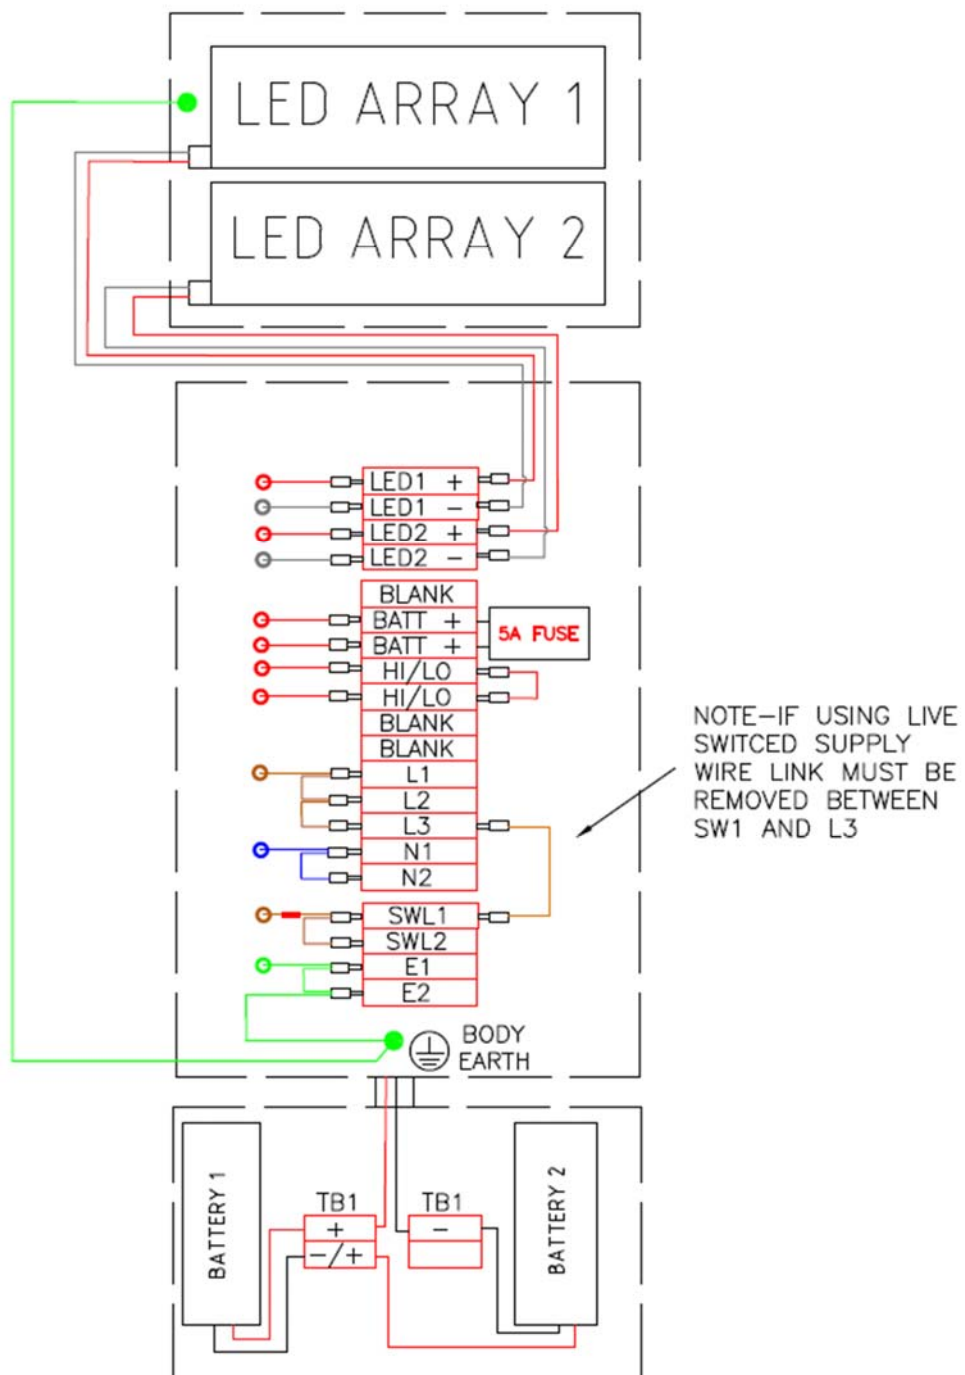 LED ARRAY 1
LED ARRAY 2
LED1 +
LED1 −
LED2 +
LED2 −
BLANK
BATT +
BATT +
5A FUSE
HI/LO
HI/LO
BLANK
BLANK
L1
L2
L3
N1
N2
SWL1
SWL2
E1
E2
NOTE−IF USING LIVE
SWITCED SUPPLY
WIRE LINK MUST BE
REMOVED BETWEEN
SW1 AND L3
BODY
EARTH
BATTERY 1
TB1
+
−/+
TB1
−
BATTERY 2